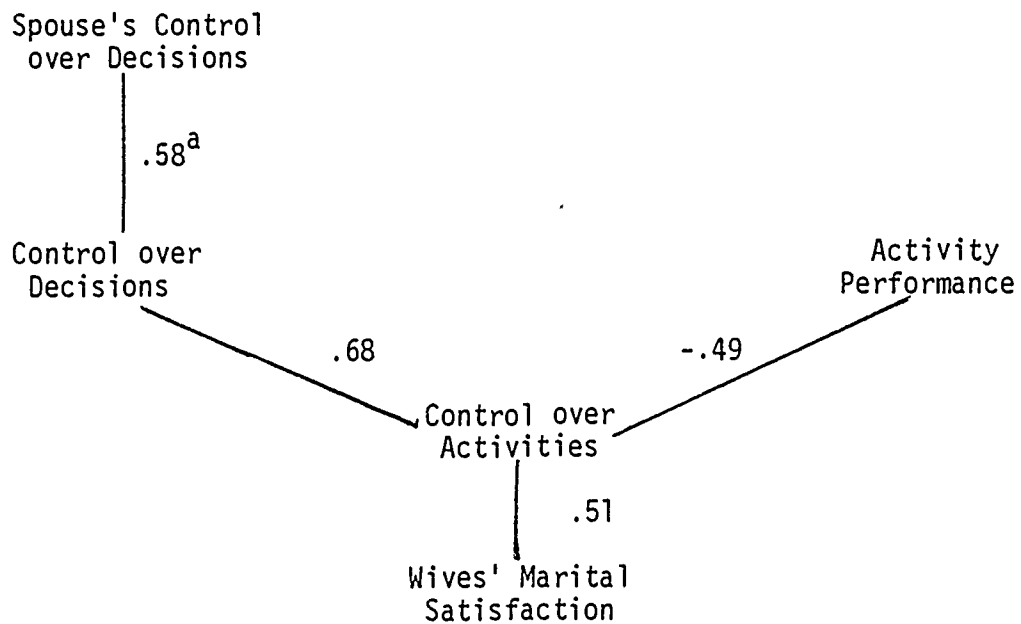 Spouse's Control
over Decisions
.58a
Control over
Decisions
Activity
Performance
.68
-.49
Control over
Activities
.51
Wives' Marital
Satisfaction